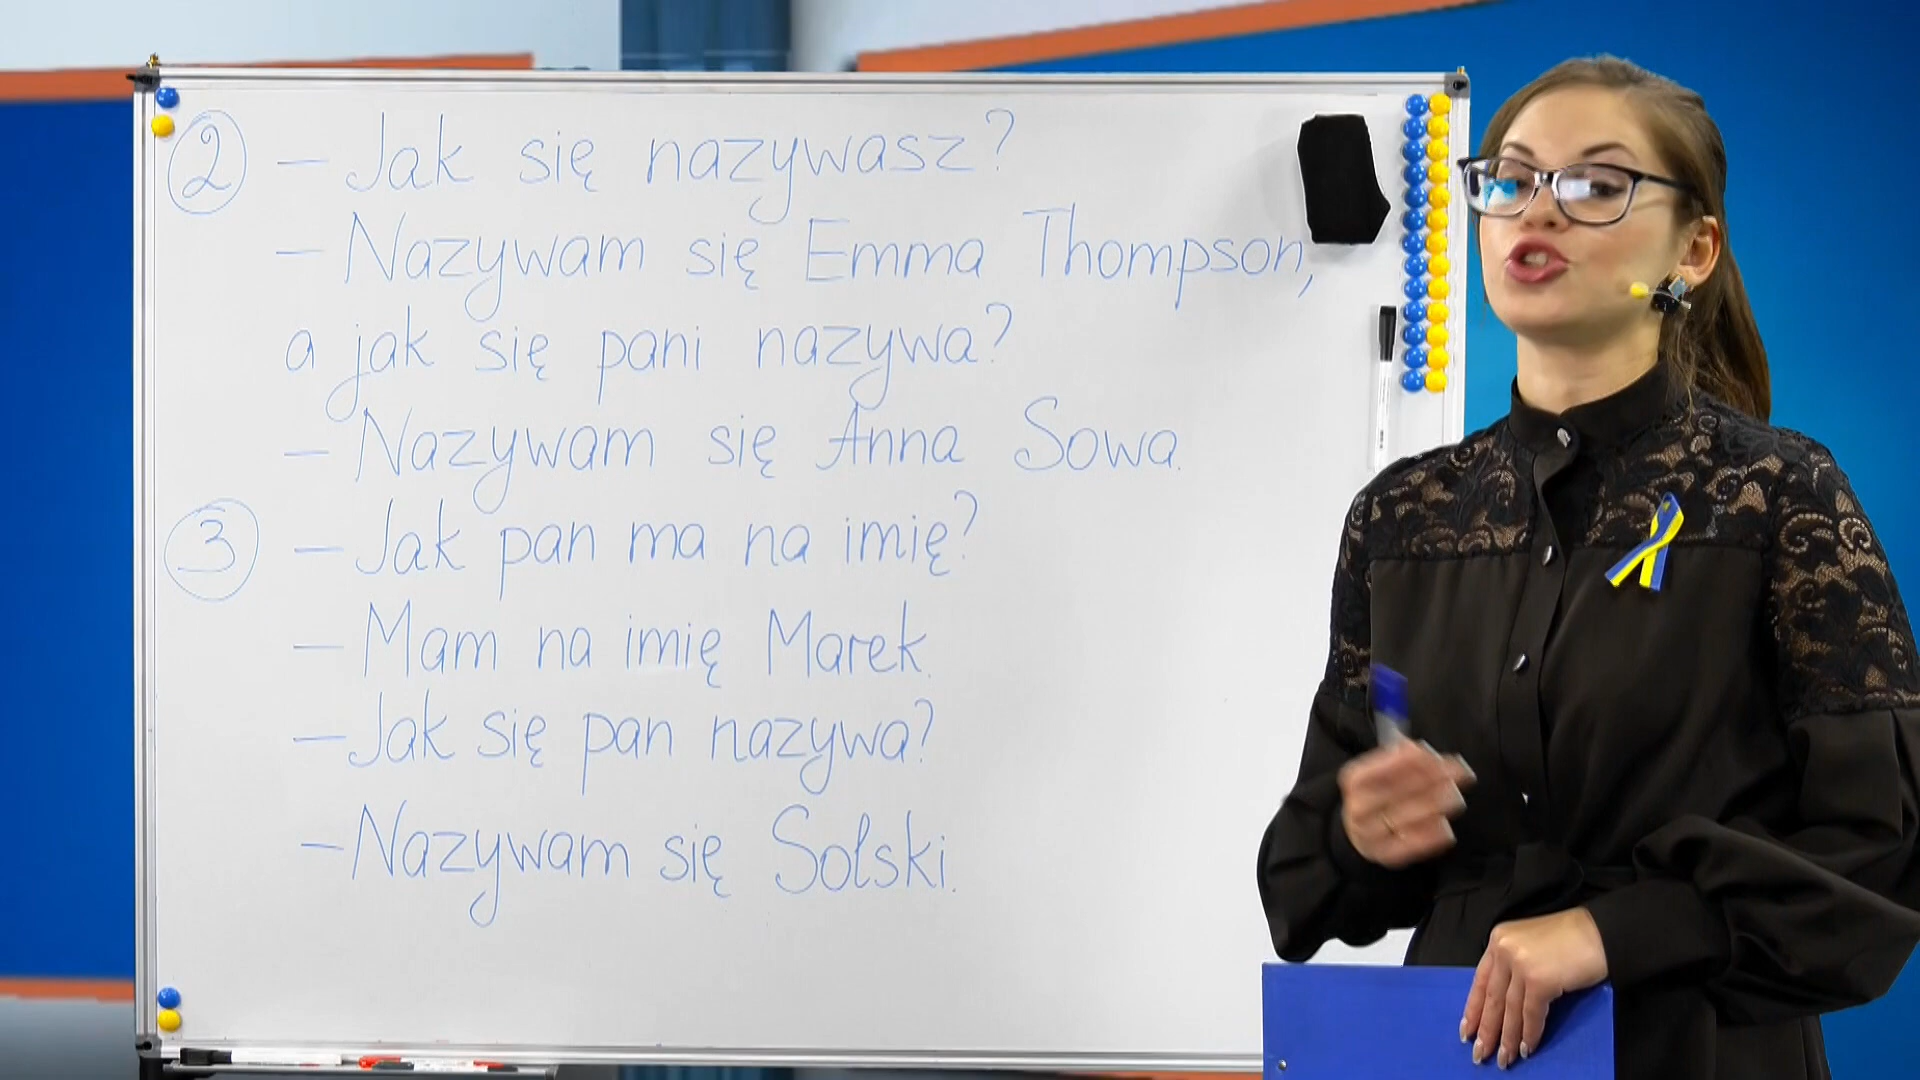 2 – Jak się nazywasz?
– Nazywam się Emma Thompson,
a jak się pani nazywa?
– Nazywam się Anna Sowa.
3 – Jak pan ma na imię?
– Mam na imię Marek.
– Jak się pan nazywa?
– Nazywam się Solski.